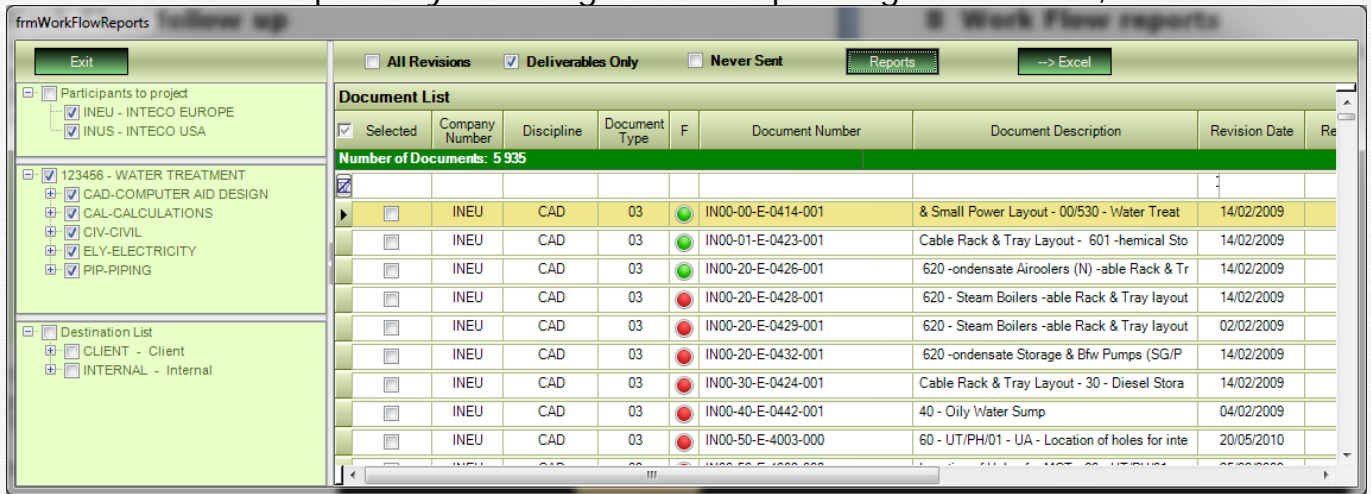 frmWorkFlowReports
follow up
8 Work Flow reports
Exit
All Revisions Deliverables Only Never Sent Reports --> Excel
Participants to project
INEU - INTECO EUROPE
INUS - INTECO USA
123456 - WATER TREATMENT
CAD-COMPUTER AID DESIGN
CAL-CALCULATIONS
CIV-CIVIL
ELY-ELECTRICITY
PIP-PIPING
Destination List
CLIENT - Client
INTERNAL - Internal
Document List
Selected Company Number Discipline Document Type F Document Number Document Description Revision Date Re
Number of Documents: 5 935
INEU CAD 03 IN00-00-E-0414-001 & Small Power Layout - 00/530 - Water Treat 14/02/2009
INEU CAD 03 IN00-01-E-0423-001 Cable Rack & Tray Layout - 601 -hemical Sto 14/02/2009
INEU CAD 03 IN00-20-E-0426-001 620 -ondensate Airoolers (N) -able Rack & Tr 14/02/2009
INEU CAD 03 IN00-20-E-0428-001 620 - Steam Boilers -able Rack & Tray layout 14/02/2009
INEU CAD 03 IN00-20-E-0429-001 620 - Steam Boilers -able Rack & Tray layout 02/02/2009
INEU CAD 03 IN00-20-E-0432-001 620 -ondensate Storage & Bfw Pumps (SG/P 14/02/2009
INEU CAD 03 IN00-30-E-0424-001 Cable Rack & Tray Layout - 30 - Diesel Stora 14/02/2009
INEU CAD 03 IN00-40-E-0442-001 40 - Oily Water Sump 04/02/2009
INEU CAD 03 IN00-50-E-4003-000 60 - UT/PH/01 - UA - Location of holes for inte 20/05/2010